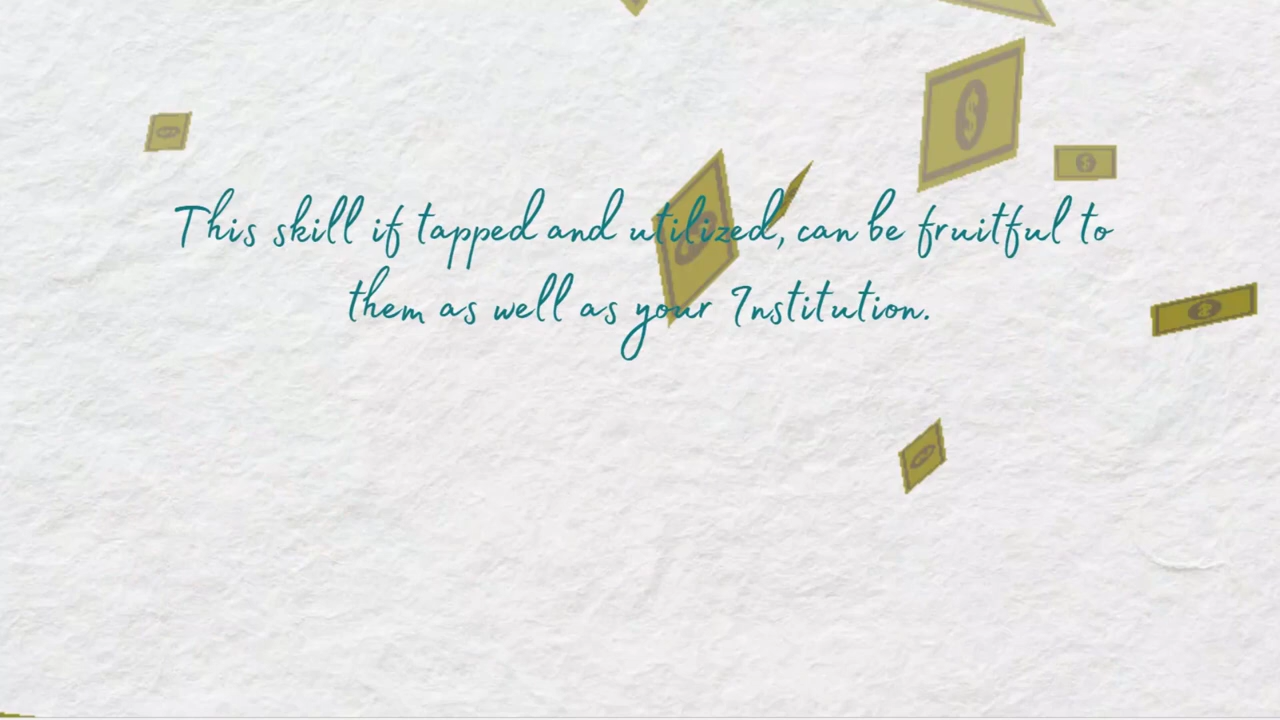 This skill if tapped and utilized, can be fruitful to
them as well as your Institution.